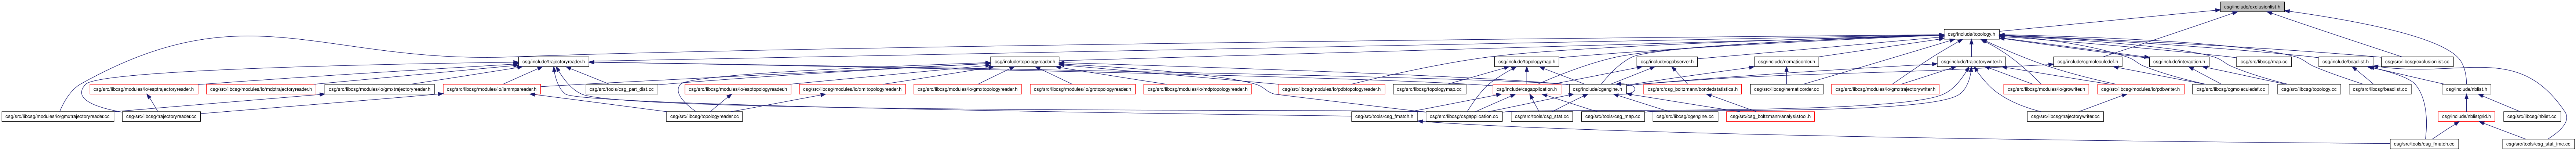 csg/include/exclusionlist.h
csg/include/topology.h
csg/include/trajectoryreader.h
csg/include/topologyreader.h
csg/include/topologymap.h
csg/include/cgobserver.h
csg/include/nematicorder.h
csg/include/trajectorywriter.h
csg/include/cgmoleculedef.h
csg/include/interaction.h
csg/src/libcsg/map.cc
csg/include/beadlist.h
csg/src/libcsg/exclusionlist.cc
csg/src/libcsg/modules/io/esptrajectoryreader.h
csg/src/libcsg/modules/io/mdptrajectoryreader.h
csg/src/libcsg/modules/io/gmxtrajectoryreader.h
csg/src/libcsg/modules/io/lammpsreader.h
csg/src/tools/csg_part_dist.cc
csg/src/libcsg/modules/io/esptopologyreader.h
csg/src/libcsg/modules/io/xmltopologyreader.h
csg/src/libcsg/modules/io/gmxtopologyreader.h
csg/src/libcsg/modules/io/grotopologyreader.h
csg/src/libcsg/modules/io/mdptopologyreader.h
csg/src/libcsg/modules/io/pdbtopologyreader.h
csg/src/libcsg/topologymap.cc
csg/include/csgapplication.h
csg/include/cgengine.h
csg/src/csg_boltzmann/bondedstatistics.h
csg/src/libcsg/nematicorder.cc
csg/src/libcsg/modules/io/gmxtrajectorywriter.h
csg/src/libcsg/modules/io/growriter.h
csg/src/libcsg/modules/io/pdbwriter.h
csg/src/libcsg/cgmoleculedef.cc
csg/src/libcsg/topology.cc
csg/src/libcsg/beadlist.cc
csg/include/nblist.h
csg/src/libcsg/modules/io/gmxtrajectoryreader.cc
csg/src/libcsg/trajectoryreader.cc
csg/src/libcsg/topologyreader.cc
csg/src/tools/csg_fmatch.h
csg/src/libcsg/csgapplication.cc
csg/src/tools/csg_stat.cc
csg/src/tools/csg_map.cc
csg/src/libcsg/cgengine.cc
csg/src/csg_boltzmann/analysistool.h
csg/src/libcsg/trajectorywriter.cc
csg/include/nblistgrid.h
csg/src/libcsg/nblist.cc
csg/src/tools/csg_fmatch.cc
csg/src/tools/csg_stat_imc.cc